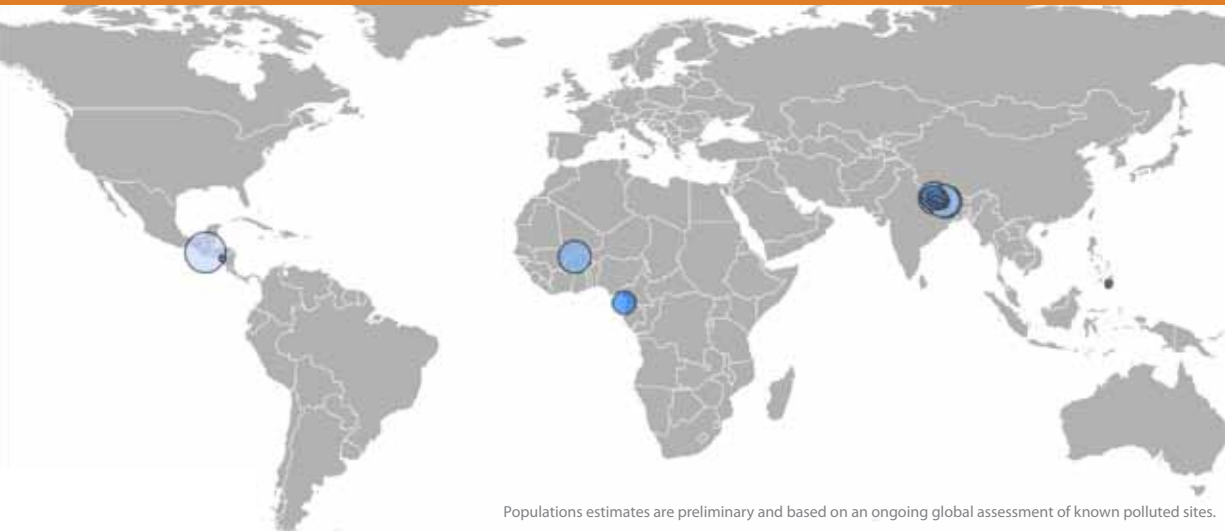 Populations estimates are preliminary and based on an ongoing global assessment of known polluted sites.